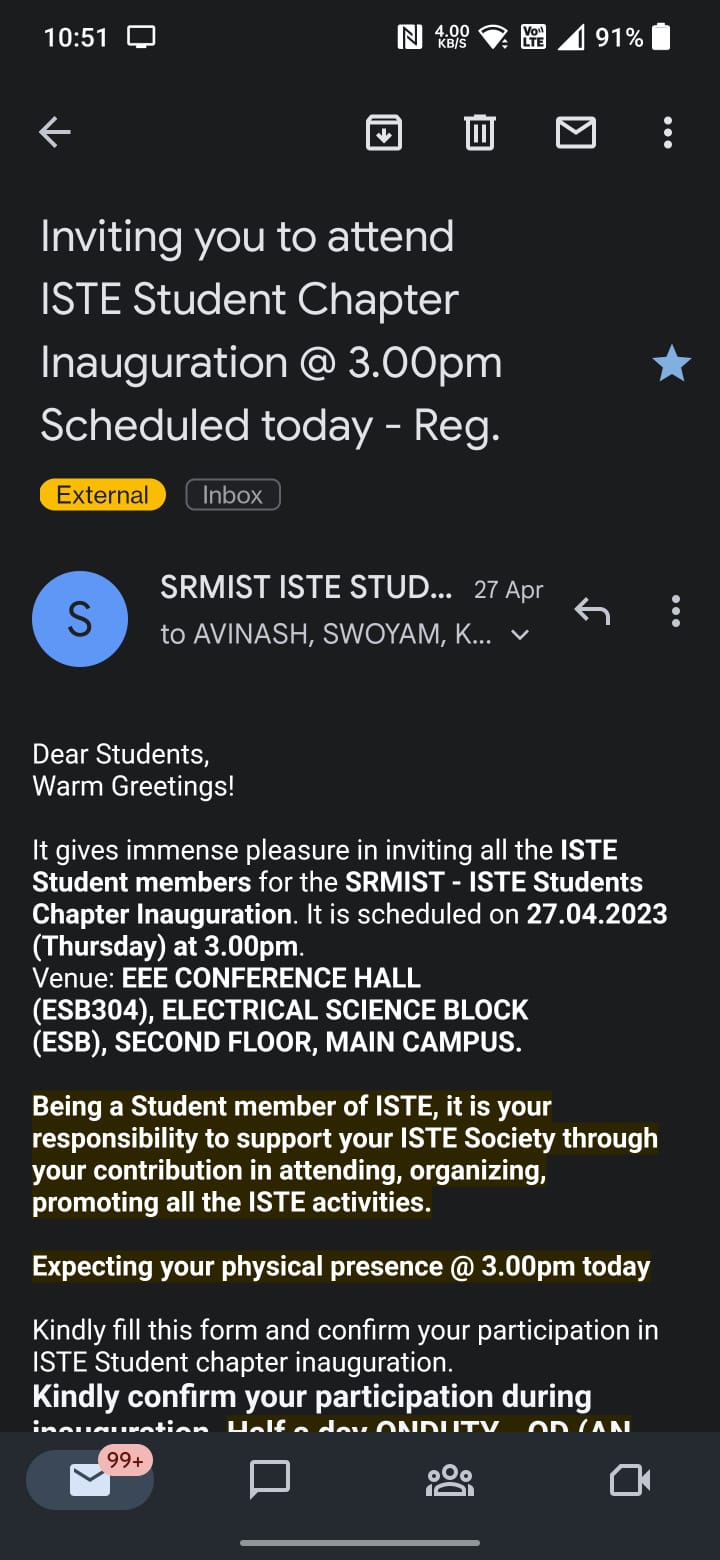 10:51 4.00 KB/S Vo)) LTE 91%
Inviting you to attend
ISTE Student Chapter
Inauguration @ 3.00pm
Scheduled today - Reg.
External Inbox
S
SRMIST ISTE STUD... 27 Apr
to AVINASH, SWOYAM, K...
Dear Students,
Warm Greetings!
It gives immense pleasure in inviting all the ISTE
Student members for the SRMIST - ISTE Students
Chapter Inauguration. It is scheduled on 27.04.2023
(Thursday) at 3.00pm.
Venue: EEE CONFERENCE HALL
(ESB304), ELECTRICAL SCIENCE BLOCK
(ESB), SECOND FLOOR, MAIN CAMPUS.
Being a Student member of ISTE, it is your
responsibility to support your ISTE Society through
your contribution in attending, organizing,
promoting all the ISTE activities.
Expecting your physical presence @ 3.00pm today
Kindly fill this form and confirm your participation in
ISTE Student chapter inauguration.
Kindly confirm your participation during
inauguration. Half a day ONDUTY - OD (AN
99+